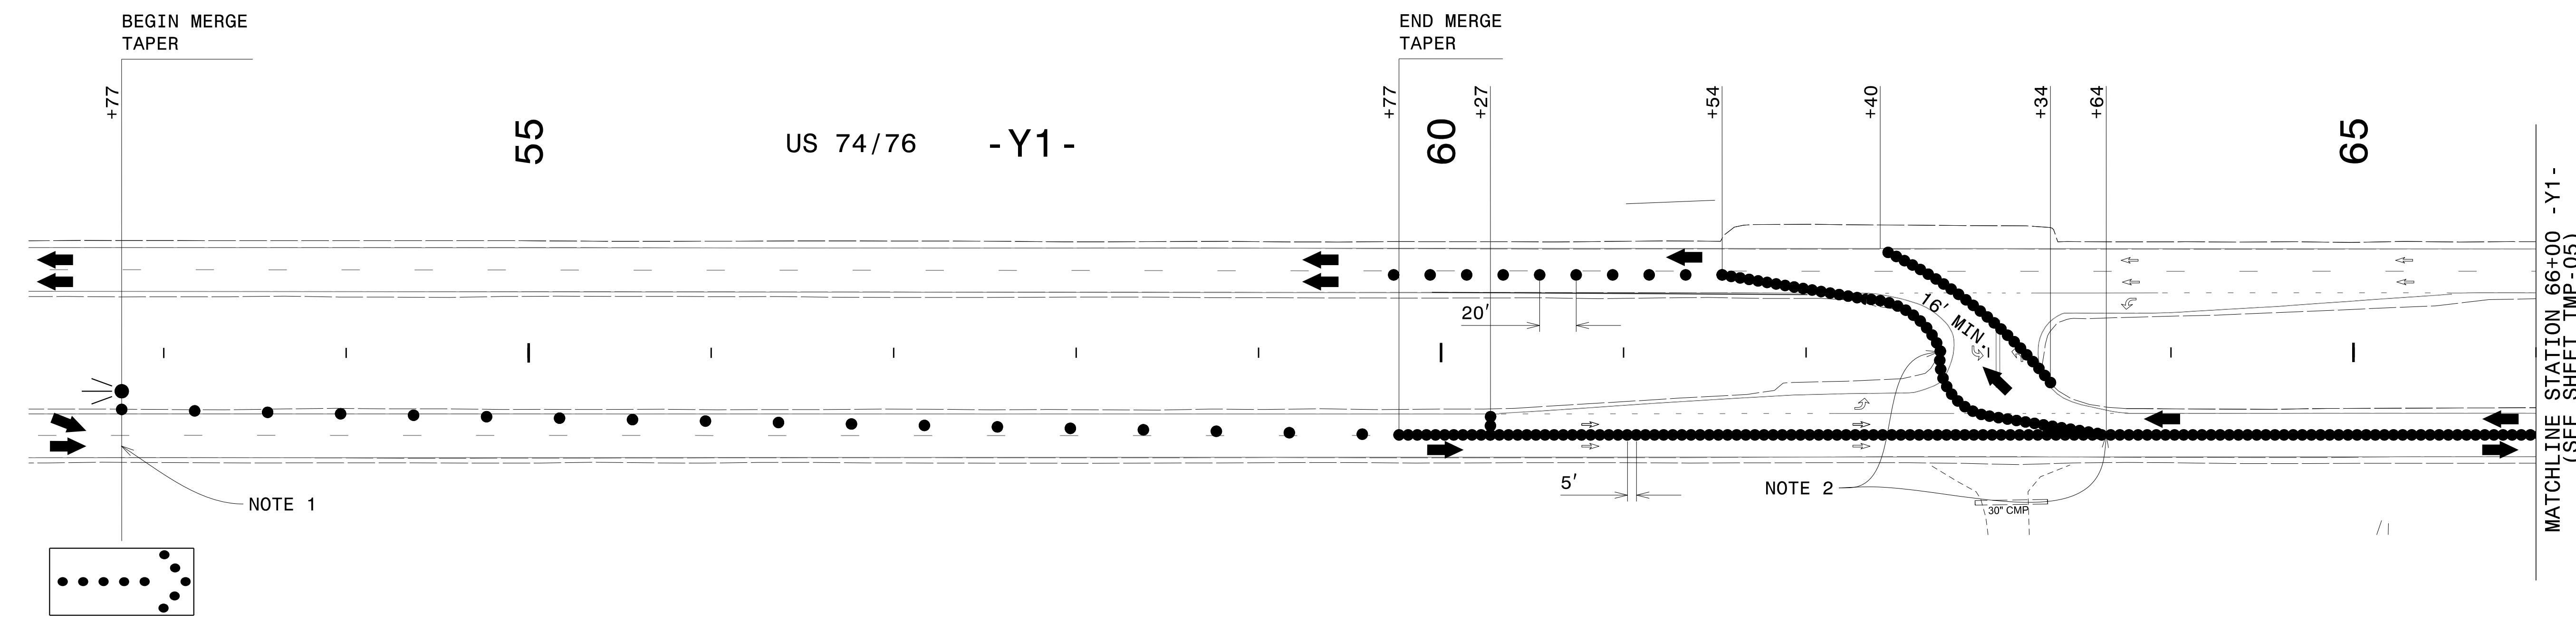 BEGIN MERGE
TAPER
END MERGE
TAPER
+77
+77
+27
+54
+40
+34
+64
55
US 74/76
-Y1-
60
65
16' MIN.
20'
5'
NOTE 1
NOTE 2
30" CMP
MATCHLINE STATION 66+00 -Y1-
(SEE SHEET TMP-05)